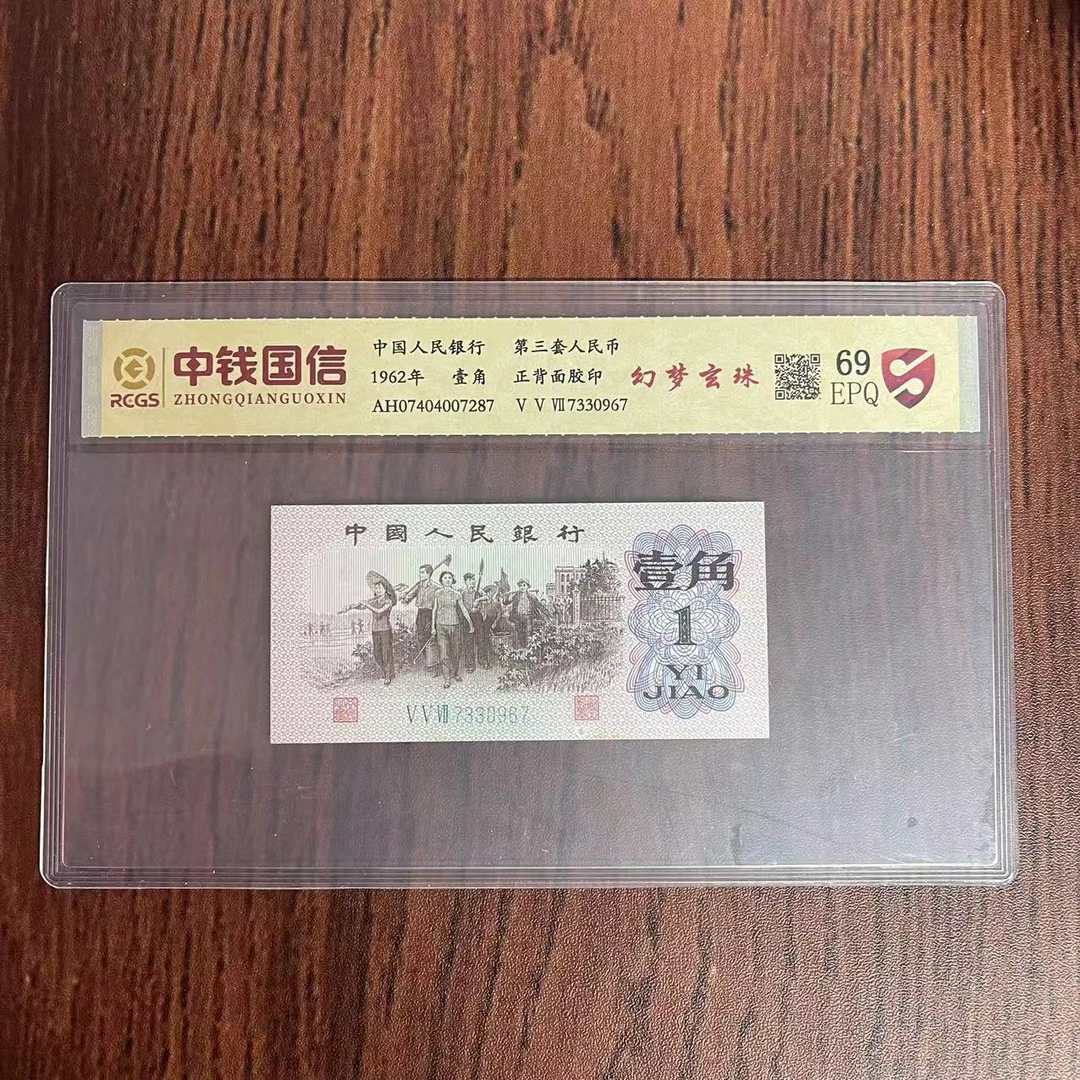 RCGS
中钱国信
ZHONGQIANGUOXIN
中国人民银行 第三套人民币
1962年 壹角 正背面胶印
AH07404007287 V V Ⅶ 7330967
幻梦玄珠
69
EPQ
中國人民銀行
壹角
1
YI
JIAO
V V Ⅶ 7330967